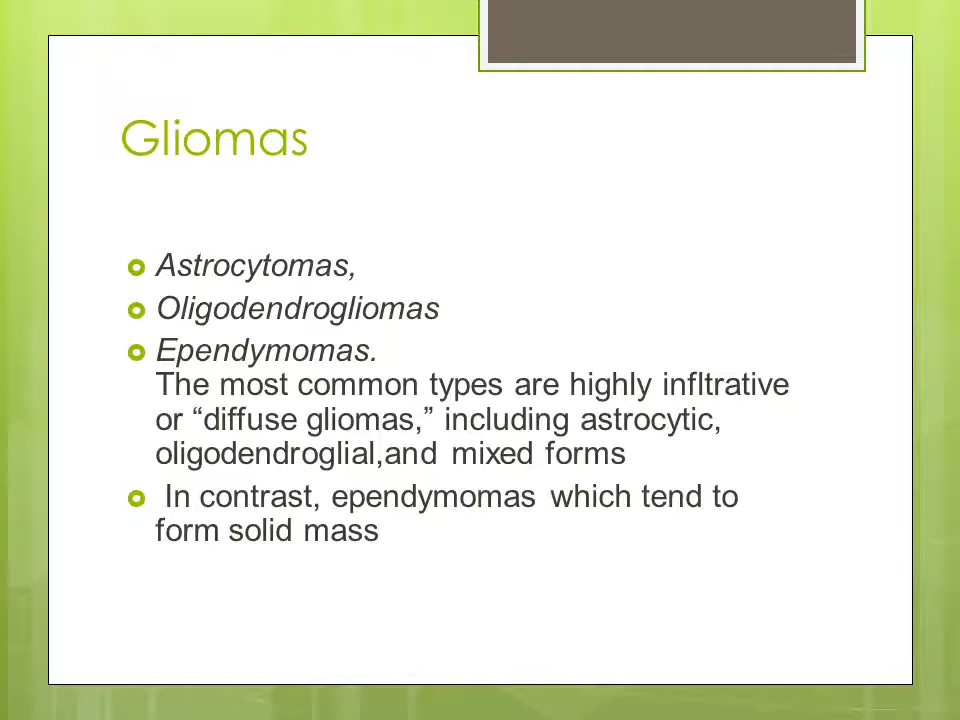 Gliomas
Astrocytomas,
Oligodendrogliomas
Ependymomas.
The most common types are highly infltrative
or “diffuse gliomas,” including astrocytic,
oligodendroglial,and mixed forms
In contrast, ependymomas which tend to
form solid mass